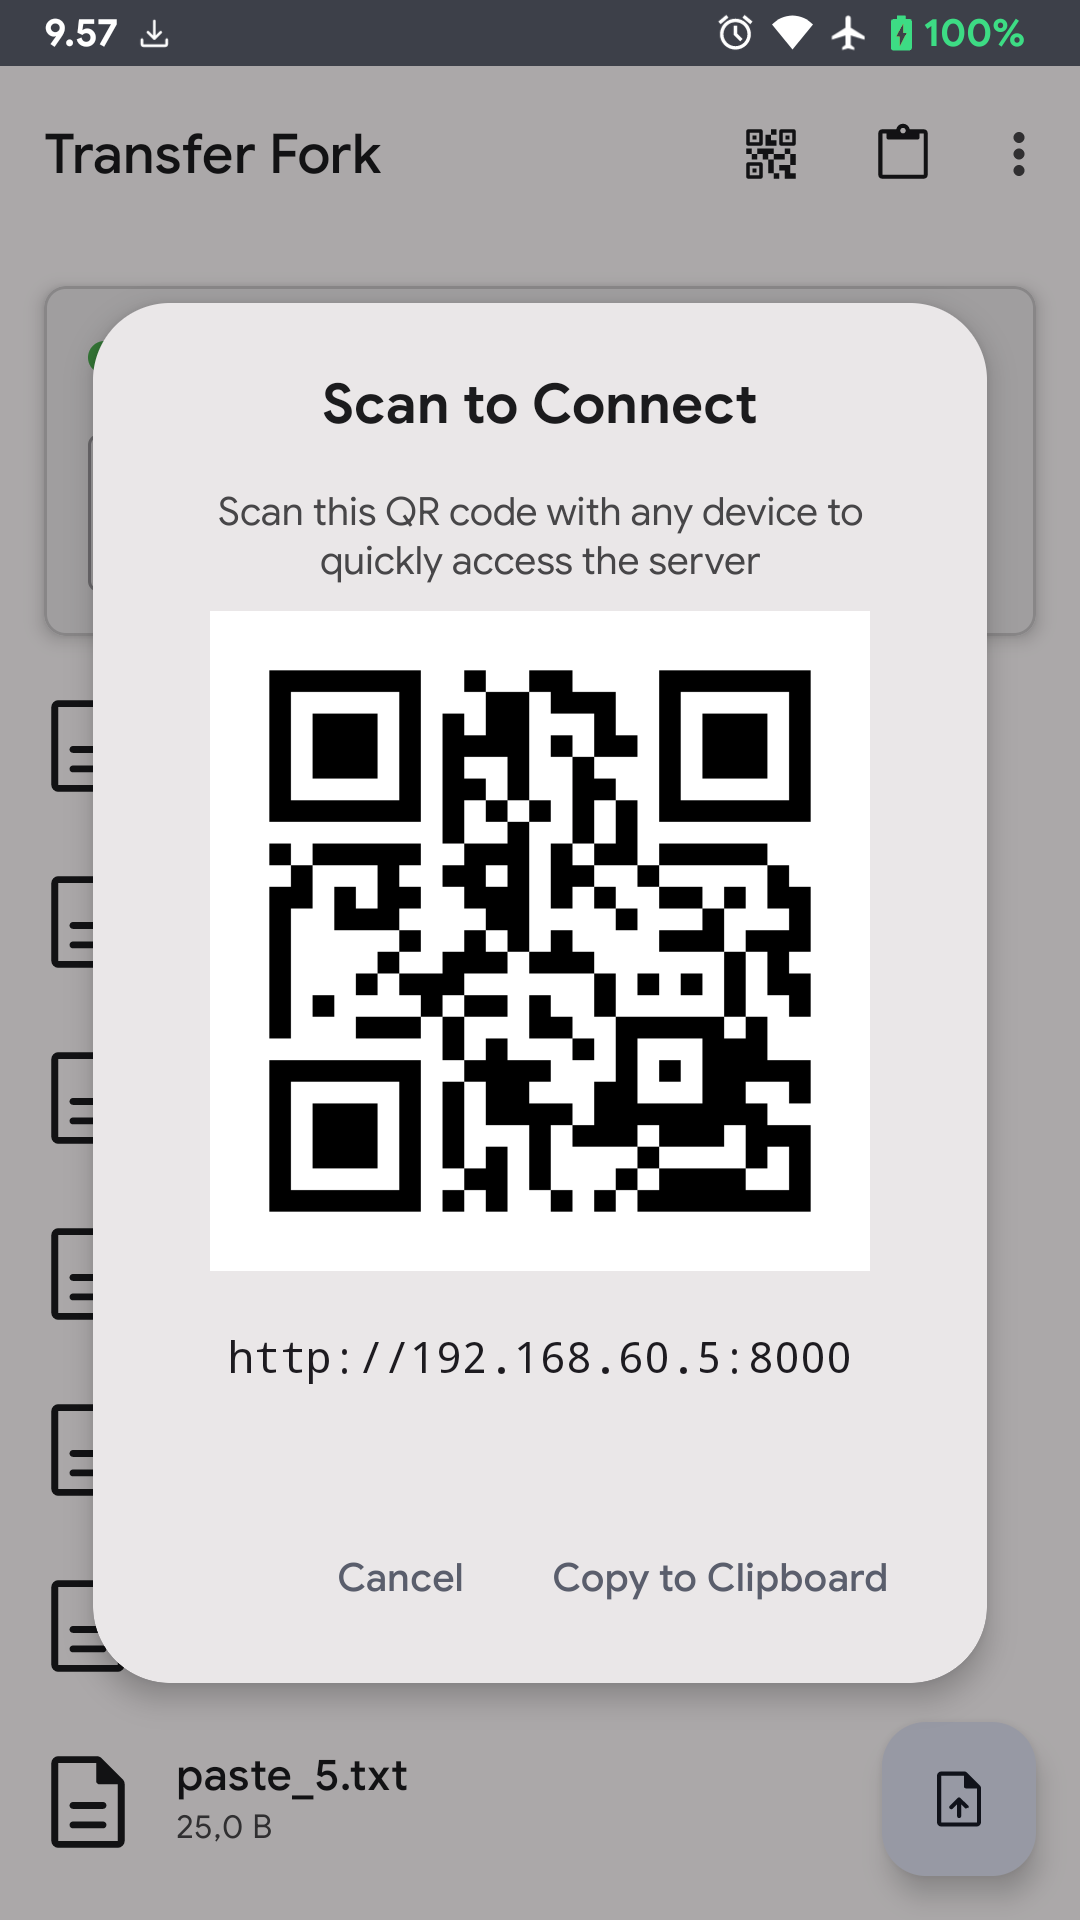 9.57
100%
Transfer Fork
Scan to Connect
Scan this QR code with any device to
quickly access the server
http://192.168.60.5:8000
Cancel
Copy to Clipboard
paste_5.txt
25,0 B